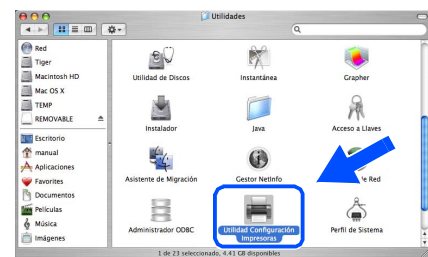 Utilidades
Red
Tiger
Macintosh HD
Mac OS X
TEMP
REMOVABLE
Escritorio
manual
Aplicaciones
Favorites
Documentos
Películas
Música
Imágenes
Utilidad de Discos
Instantánea
Grapher
Instalador
Java
Acceso a Llaves
Asistente de Migración
Gestor NetInfo
de Red
Administrador ODBC
Utilidad Configuración
Impresoras
Perfil de Sistema
1 de 23 seleccionado, 4.41 GB disponibles